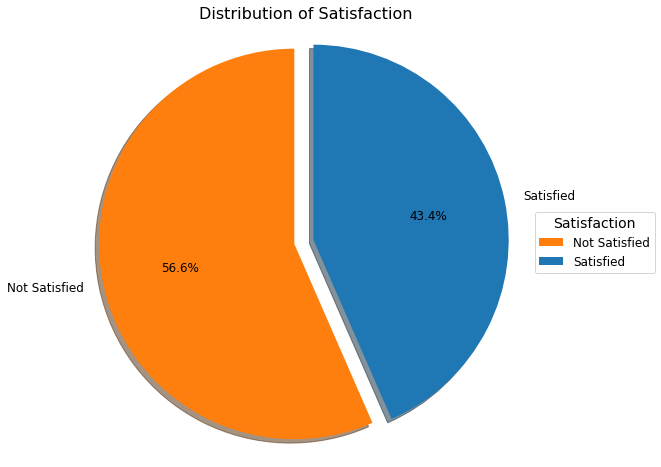 Distribution of Satisfaction
Satisfied
43.4%
Satisfaction
Not Satisfied
Satisfied
56.6%
Not Satisfied